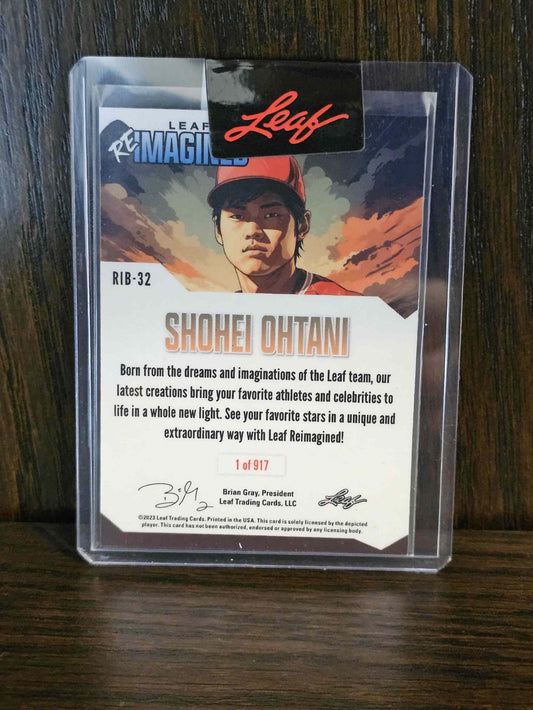 Leaf
LEAF
REIMAGINED
RIB-32
SHOHEI OHTANI
Born from the dreams and imaginations of the Leaf team, our
latest creations bring your favorite athletes and celebrities to
life in a whole new light. See your favorite stars in a unique and
extraordinary way with Leaf Reimagined!
1 of 917
Brian Gray, President
Leaf Trading Cards, LLC
Leaf
©2023 Leaf Trading Cards. Printed in the USA. This card is solely licensed by the depicted
player. This card has not been authorized, endorsed or approved by any licensing body.